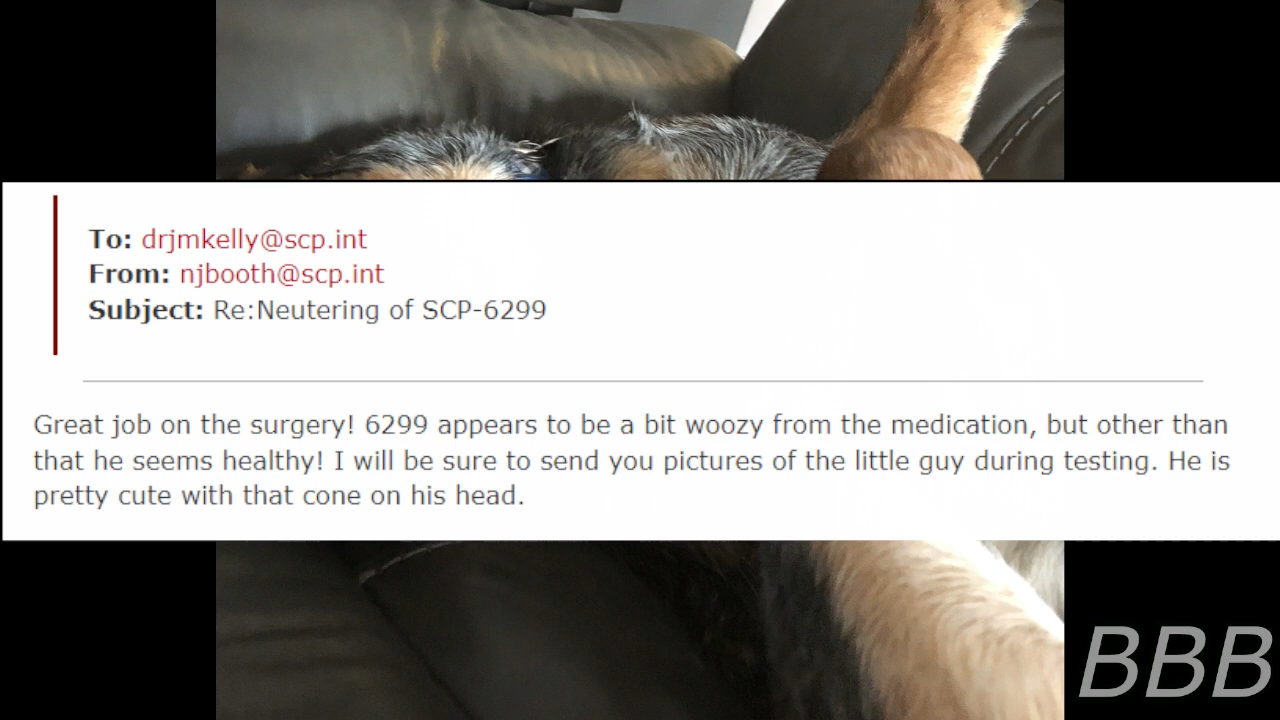 To: drjmkelly@scp.int
From: njbooth@scp.int
Subject: Re:Neutering of SCP-6299
Great job on the surgery! 6299 appears to be a bit woozy from the medication, but other than
that he seems healthy! I will be sure to send you pictures of the little guy during testing. He is
pretty cute with that cone on his head.
BBB